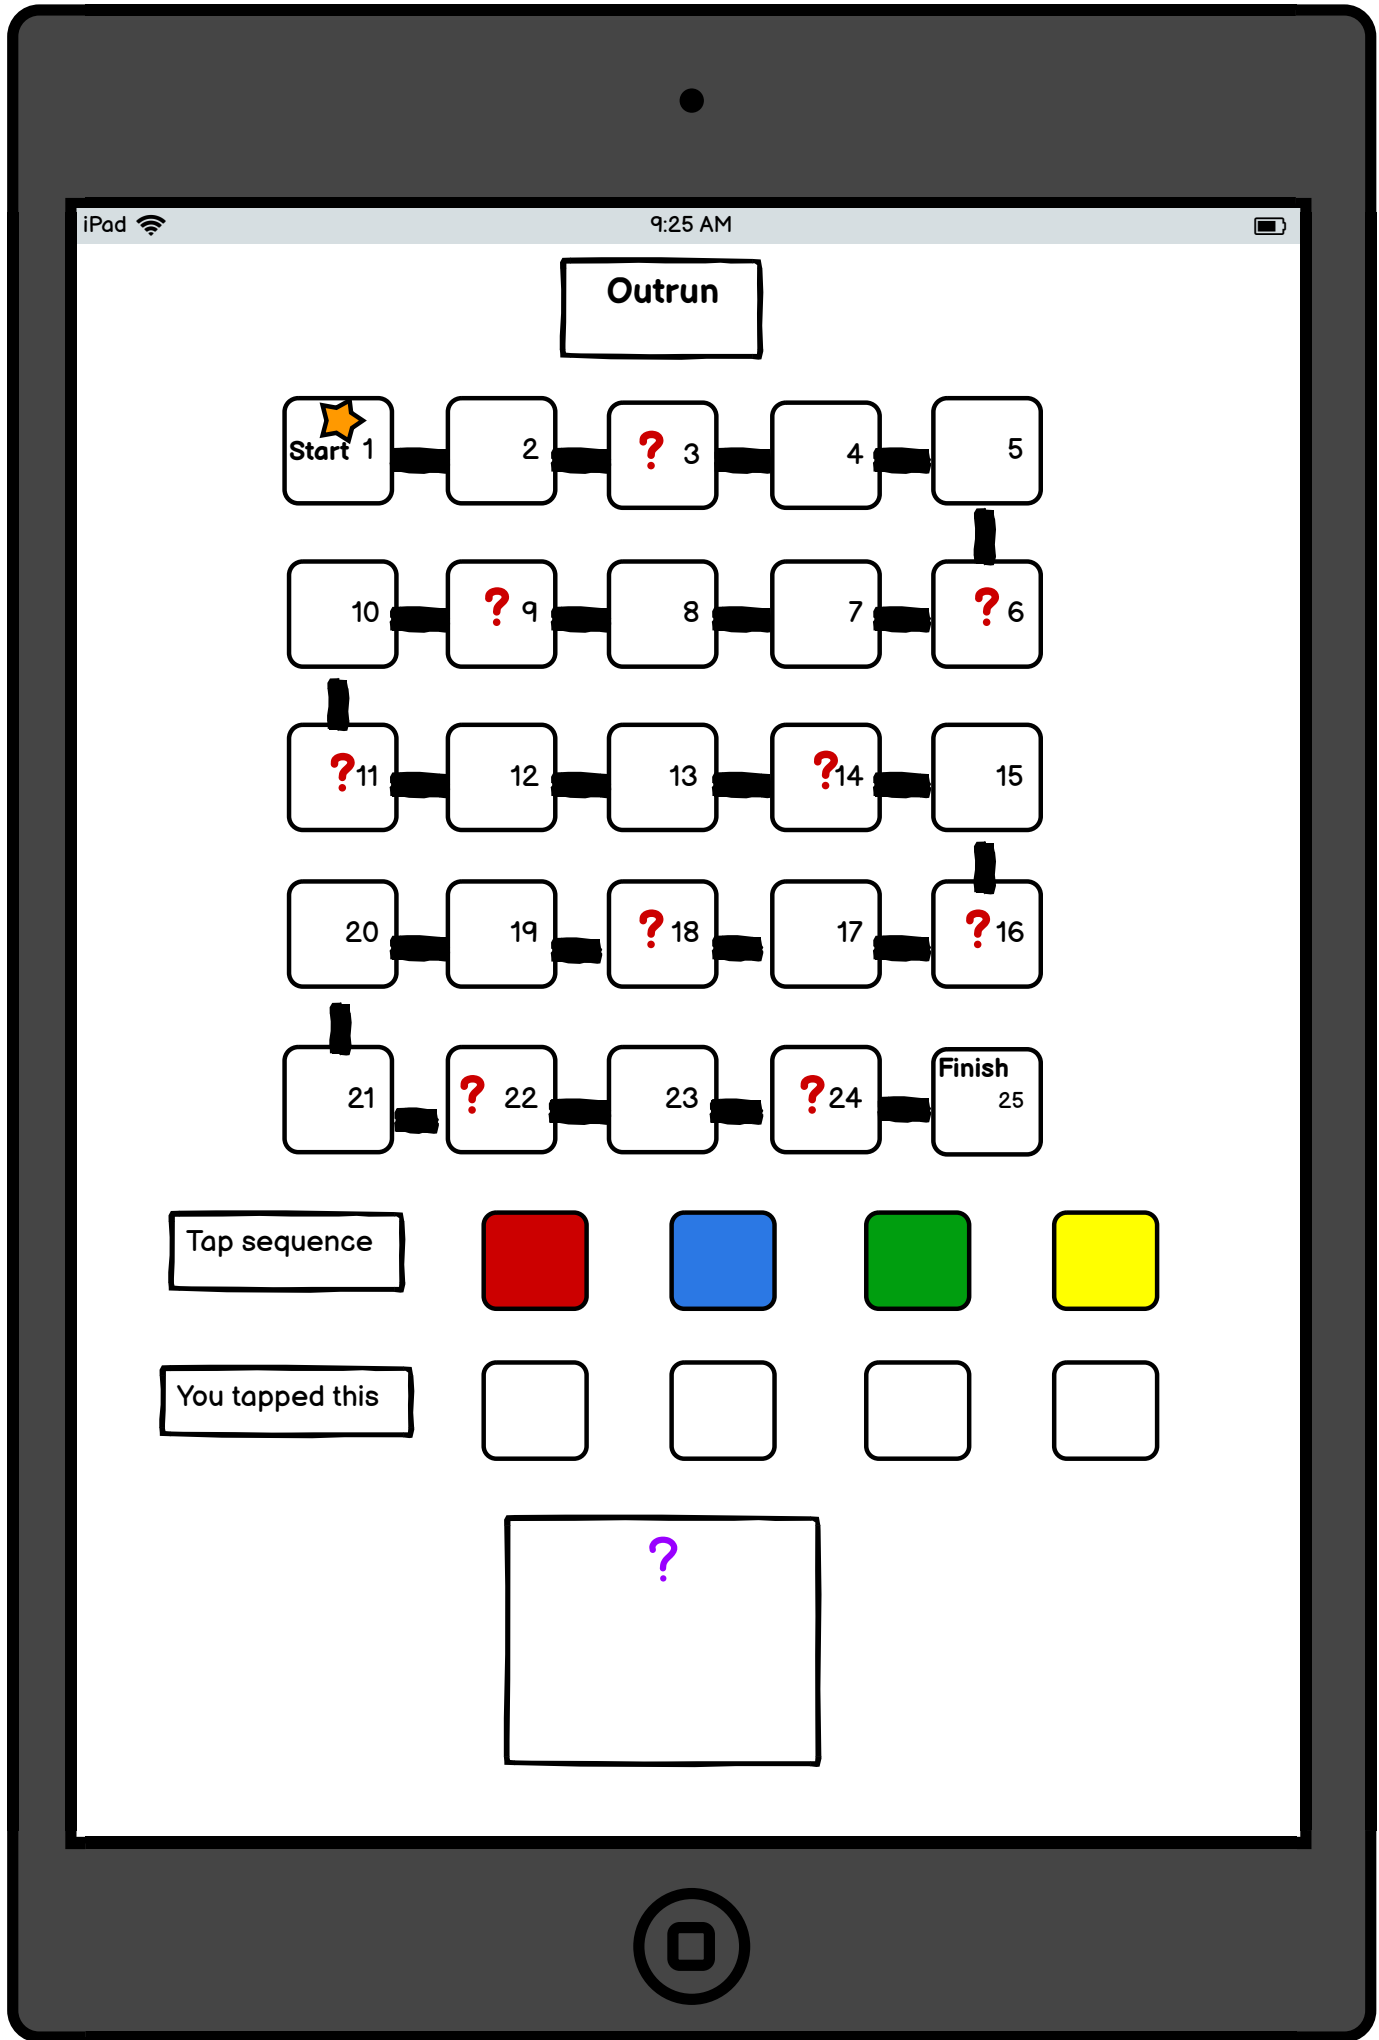 iPad 9:25 AM
Outrun
Start 1 2 ? 3 4 5
10 ? 9 8 7 ? 6
? 11 12 13 ? 14 15
20 19 ? 18 17 ? 16
21 ? 22 23 ? 24 Finish 25
Tap sequence
You tapped this
?